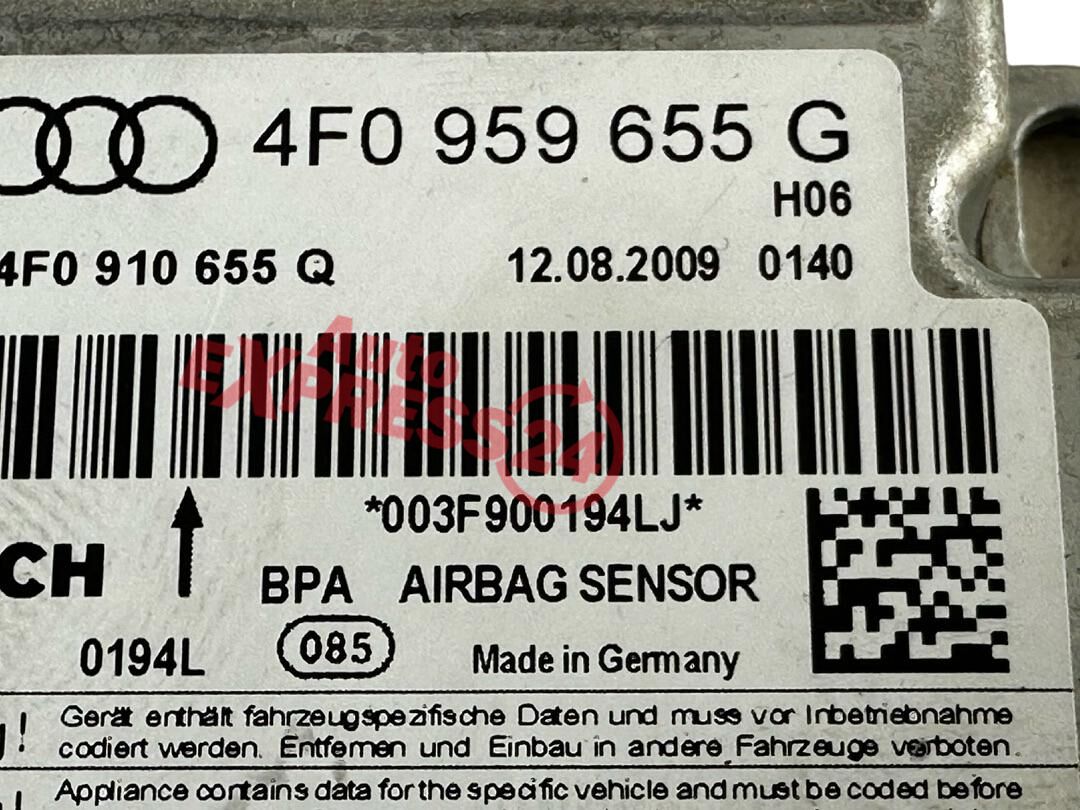 4F0 959 655 G
H06
4F0 910 655 Q 12.08.2009 0140
Auto
EXPRESS24
*003F900194LJ*
CH
BPA AIRBAG SENSOR
0194L 085 Made in Germany
! Gerät enthält fahrzeugspezifische Daten und muss vor Inbetriebnahme
codiert werden. Entfernen und Einbau in andere Fahrzeuge verboten.
! Appliance contains data for the specific vehicle and must be coded before